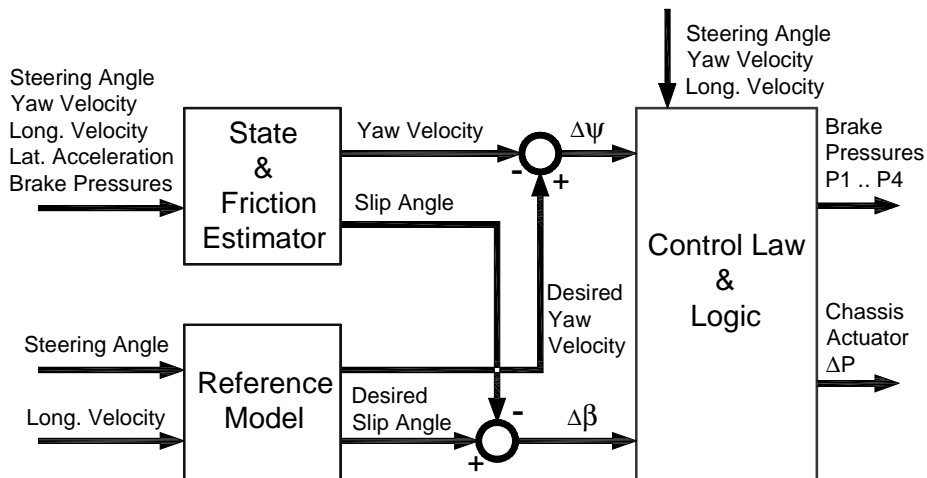 Steering Angle
Yaw Velocity
Long. Velocity
Lat. Acceleration
Brake Pressures
State
&
Friction
Estimator
Yaw Velocity
Slip Angle
-
+
Δψ
Steering Angle
Yaw Velocity
Long. Velocity
Brake
Pressures
P1 .. P4
Control Law
&
Logic
Desired
Yaw
Velocity
Chassis
Actuator
ΔP
Steering Angle
Long. Velocity
Reference
Model
Desired
Slip Angle
-
+
Δβ